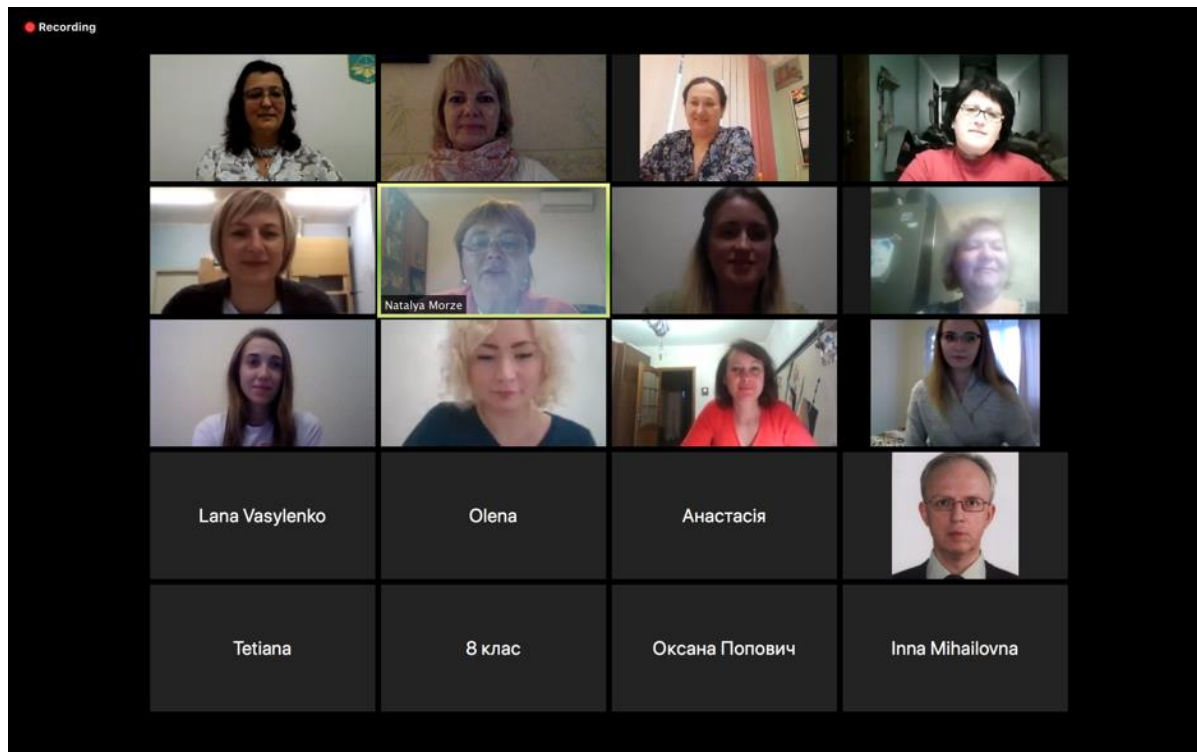 Recording
Natalya Morze
Lana Vasylenko
Olena
Анастасія
Tetiana
8 клас
Оксана Попович
Inna Mihailovna